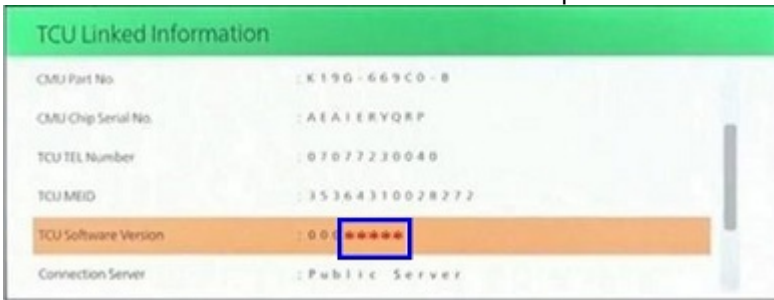 TCU Linked Information
CMU Part No. : K19G-669C0-B
CMU Chip Serial No. : AEAIERYQRP
TCU TEL Number : 07077230040
TCU MEID : 35364310028272
TCU Software Version : 000*****
Connection Server : Public Server